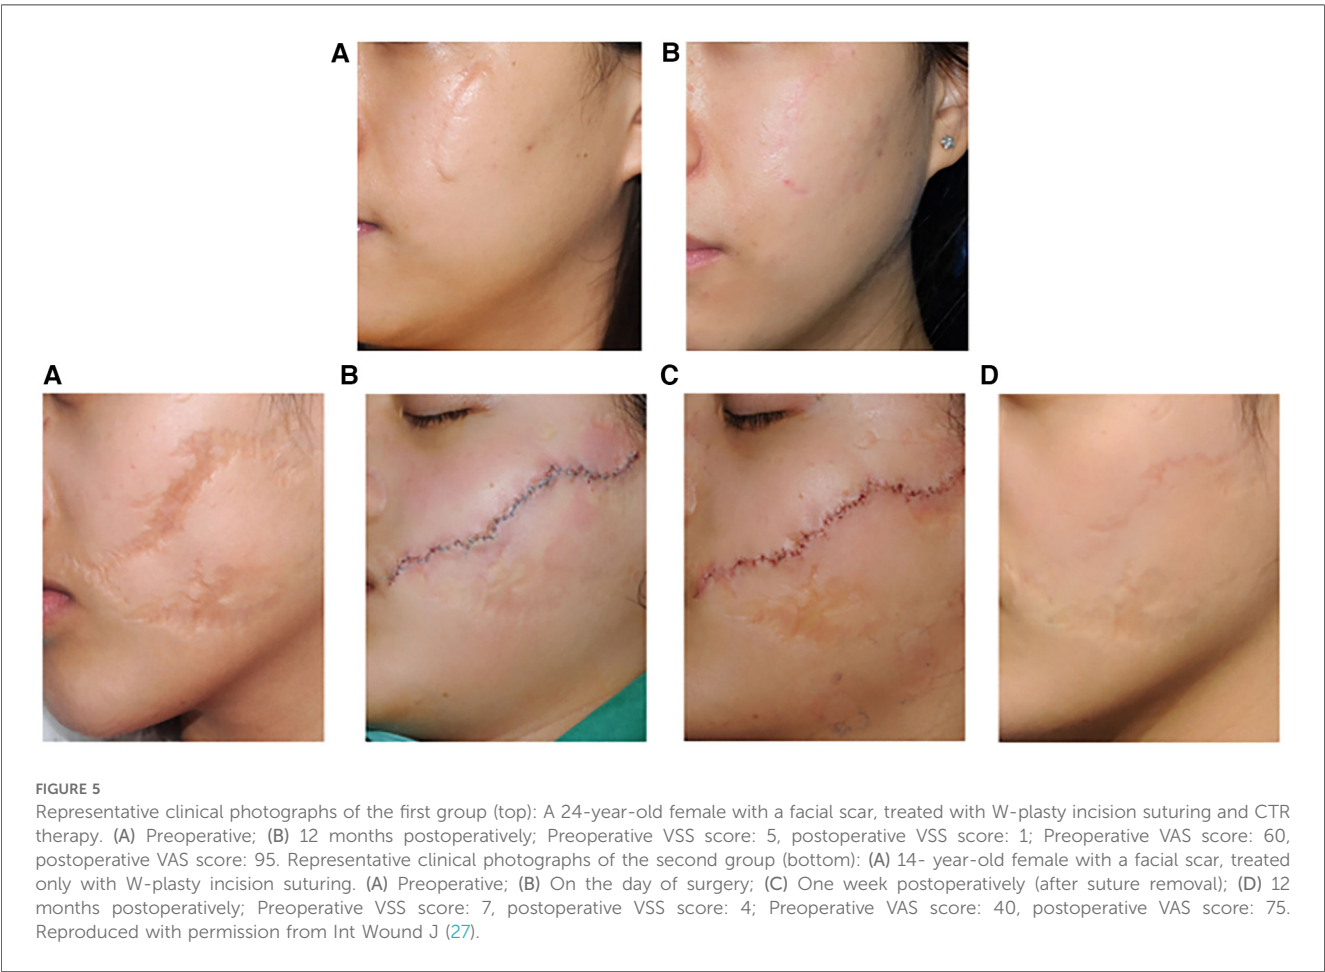 A
B
A
B
C
D
FIGURE 5
Representative clinical photographs of the first group (top): A 24-year-old female with a facial scar, treated with W-plasty incision suturing and CTR
therapy. (A) Preoperative; (B) 12 months postoperatively; Preoperative VSS score: 5, postoperative VSS score: 1; Preoperative VAS score: 60,
postoperative VAS score: 95. Representative clinical photographs of the second group (bottom): (A) 14- year-old female with a facial scar, treated
only with W-plasty incision suturing. (A) Preoperative; (B) On the day of surgery; (C) One week postoperatively (after suture removal); (D) 12
months postoperatively; Preoperative VSS score: 7, postoperative VSS score: 4; Preoperative VAS score: 40, postoperative VAS score: 75.
Reproduced with permission from Int Wound J (27).